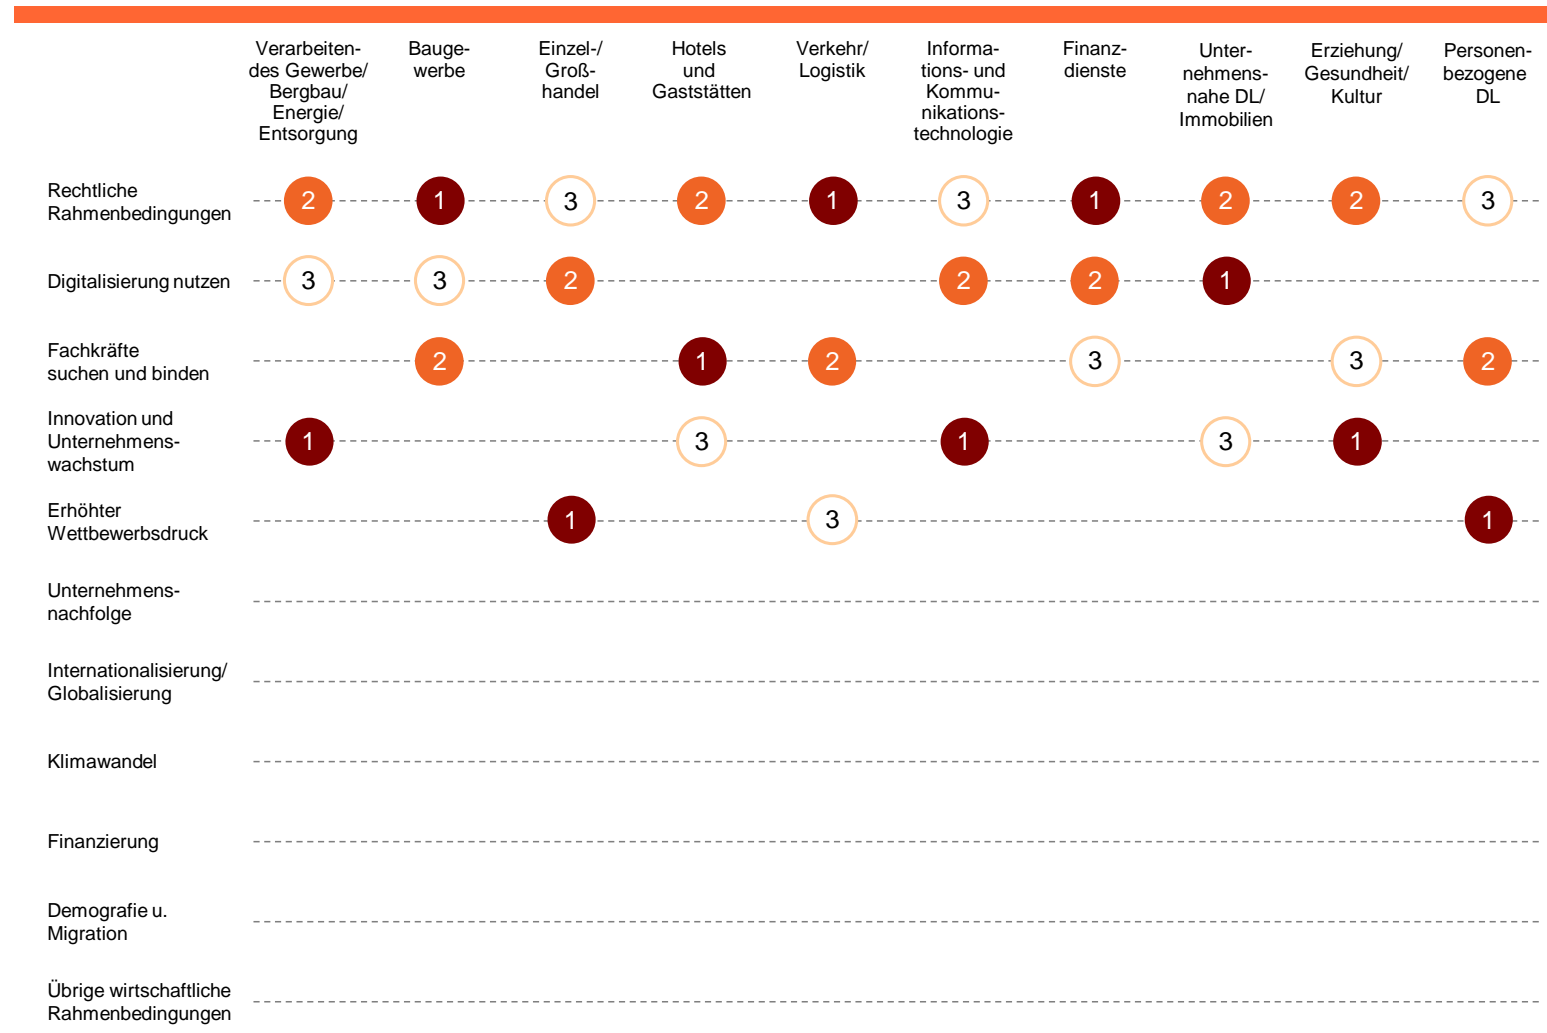 Verarbeiten-
des Gewerbe/
Bergbau/
Energie/
Entsorgung
Bauge-
werbe
Einzel-/
Groß-
handel
Hotels
und
Gaststätten
Verkehr/
Logistik
Informa-
tions- und
Kommu-
nikations-
technologie
Finanz-
dienste
Unter-
nehmens-
nahe DL/
Immobilien
Erziehung/
Gesundheit/
Kultur
Personen-
bezogene
DL
Rechtliche
Rahmenbedingungen
2 1 3 2 1 3 1 2 2 3
Digitalisierung nutzen
3 3 2 2 2 1
Fachkräfte
suchen und binden
2 1 2 3 3 2
Innovation und
Unternehmens-
wachstum
1 3 1 3 1
Erhöhter
Wettbewerbsdruck
1 3 1
Unternehmens-
nachfolge
Internationalisierung/
Globalisierung
Klimawandel
Finanzierung
Demografie u.
Migration
Übrige wirtschaftliche
Rahmenbedingungen